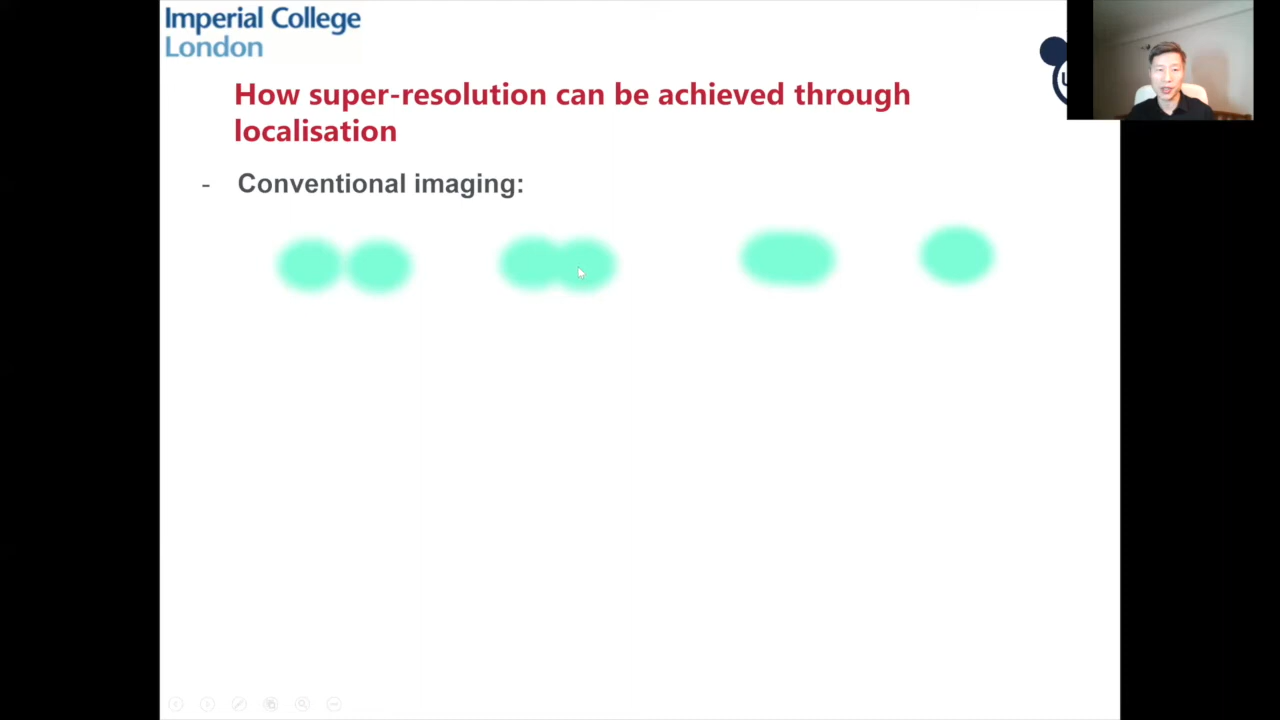 Imperial College
London
How super-resolution can be achieved through
localisation
- Conventional imaging: